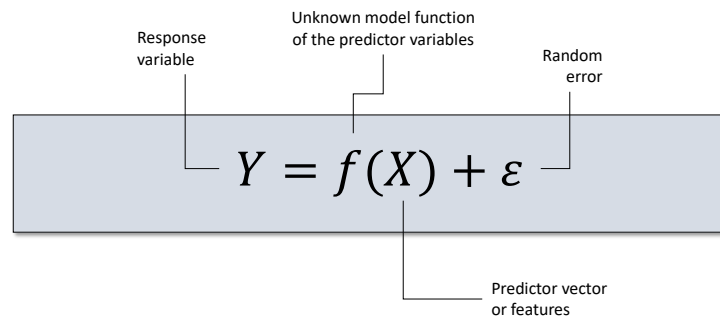 Unknown model function
of the predictor variables
Response
variable
Random
error
Y = f(X) + ε
Predictor vector
or features